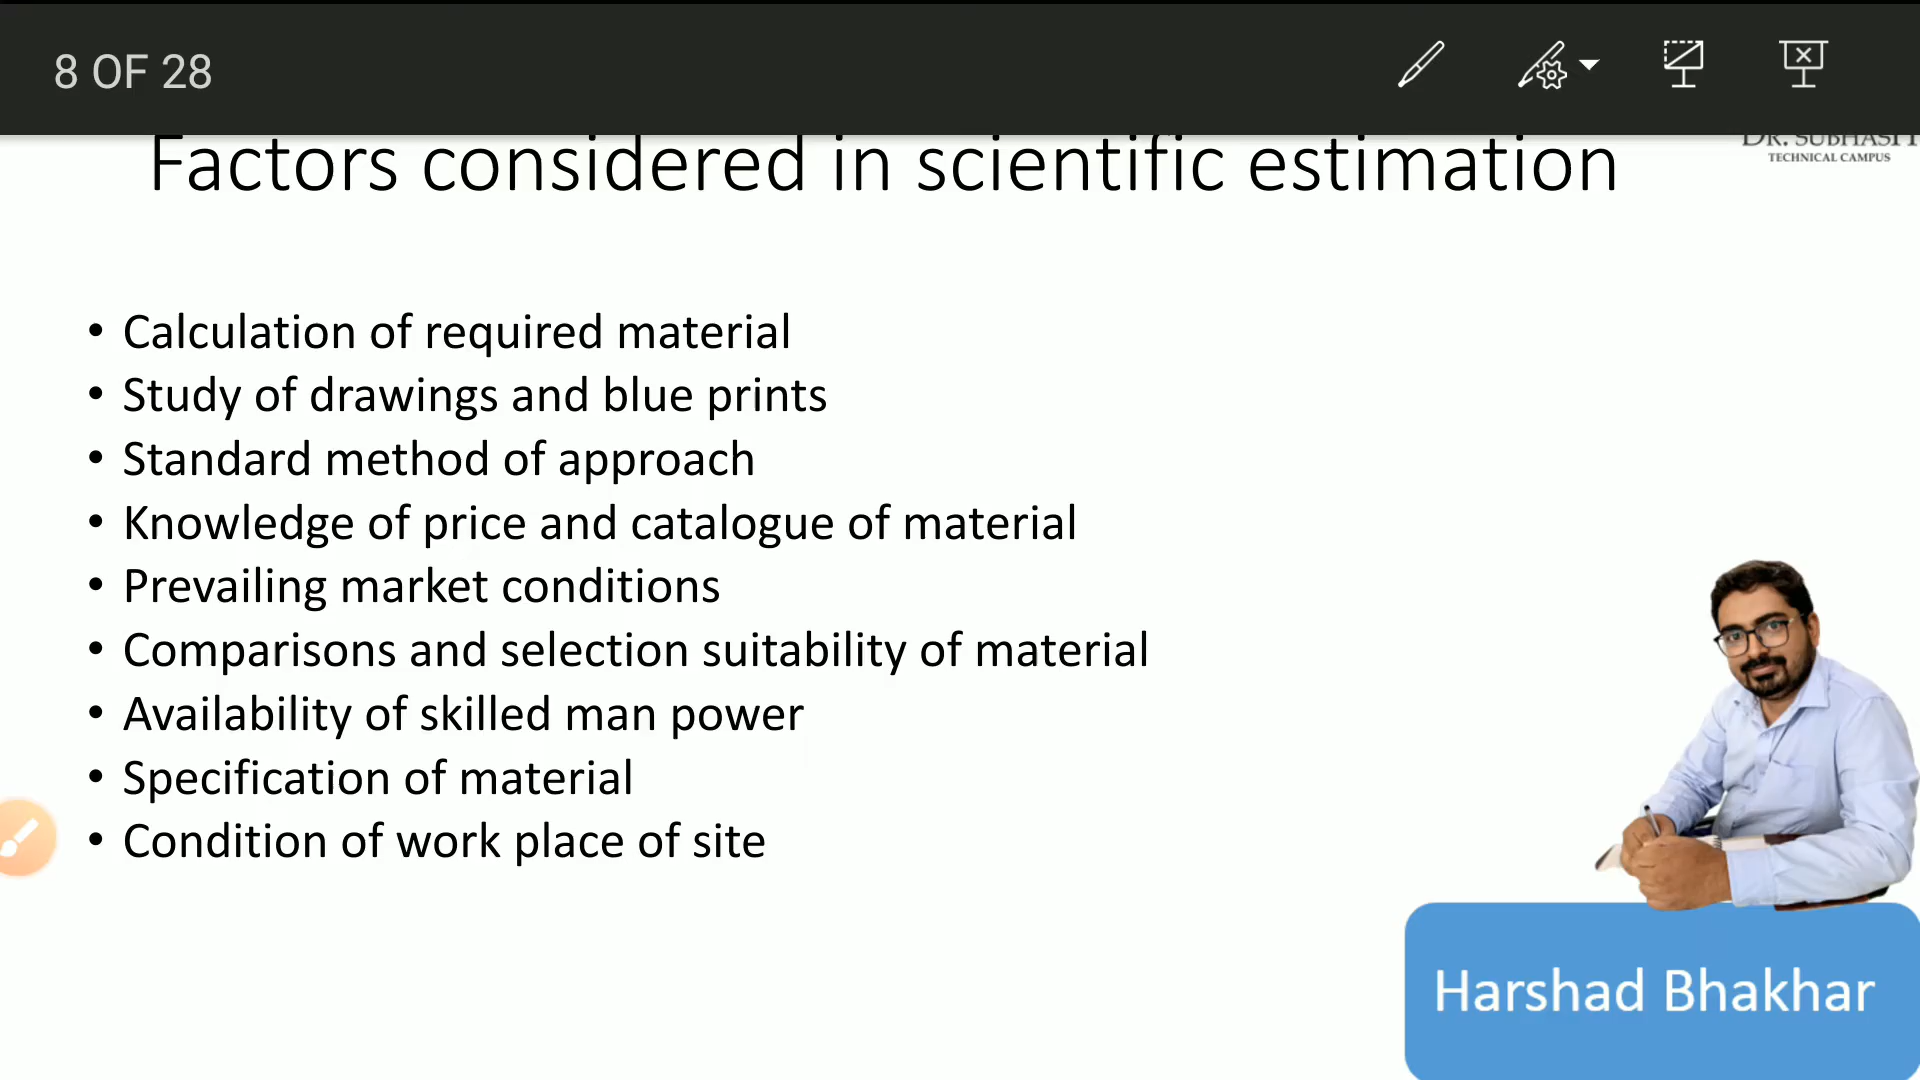 8 OF 28
Factors considered in scientific estimation
DR. SUBHASH
TECHNICAL CAMPUS
• Calculation of required material
• Study of drawings and blue prints
• Standard method of approach
• Knowledge of price and catalogue of material
• Prevailing market conditions
• Comparisons and selection suitability of material
• Availability of skilled man power
• Specification of material
• Condition of work place of site
Harshad Bhakhar